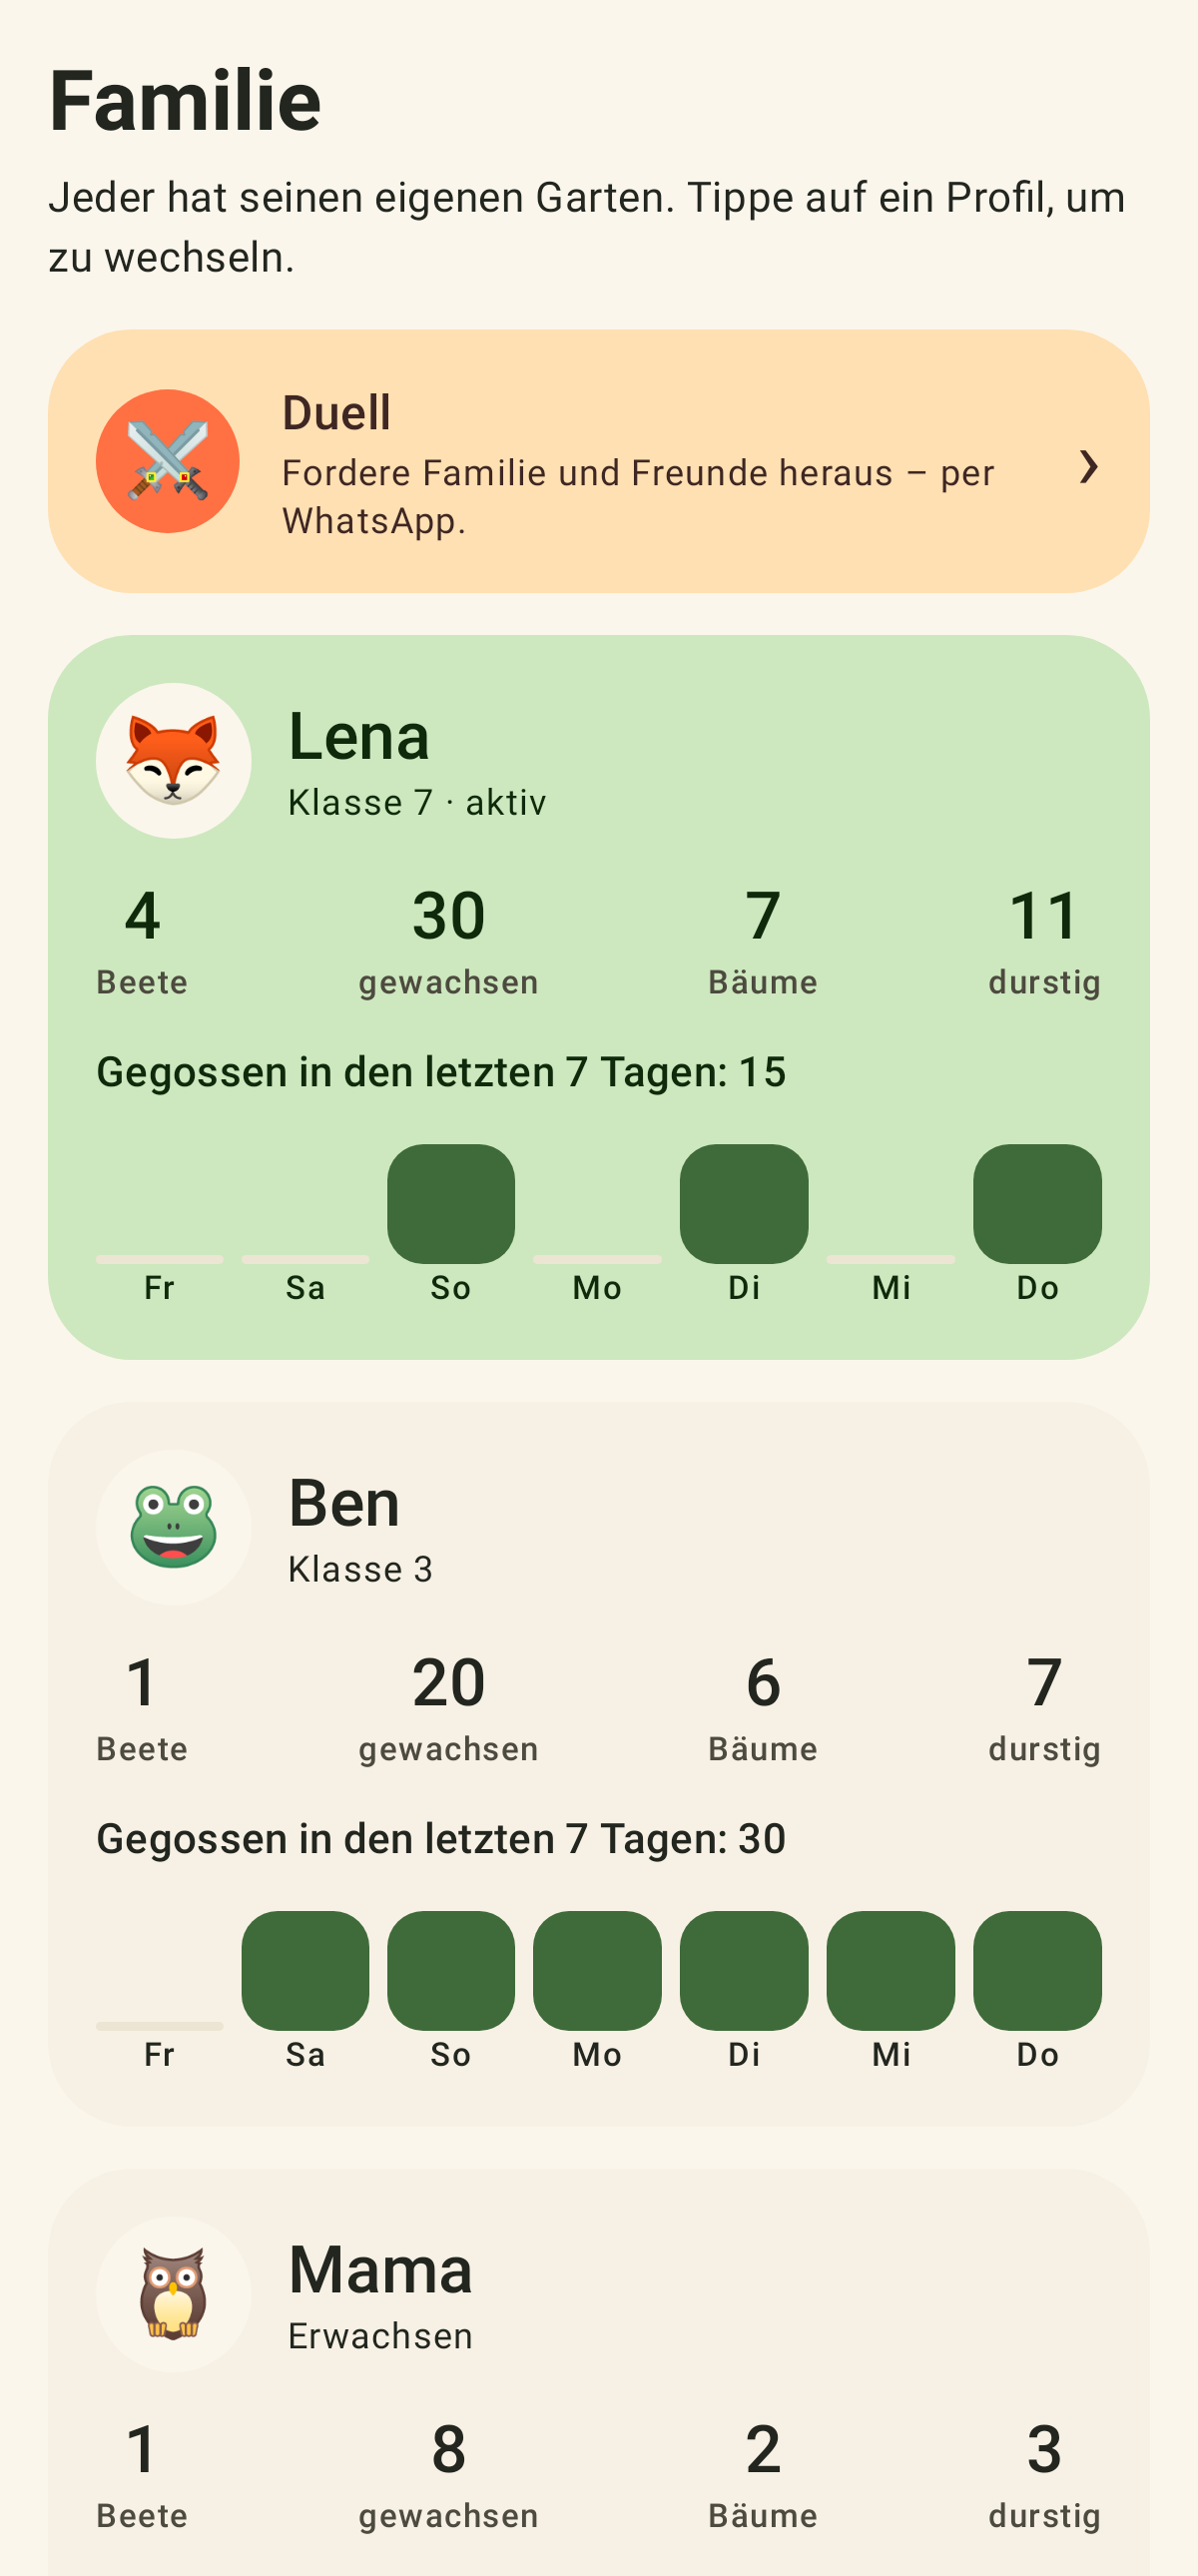 Familie
Jeder hat seinen eigenen Garten. Tippe auf ein Profil, um
zu wechseln.
Duell
Fordere Familie und Freunde heraus – per
WhatsApp.
›
Lena
Klasse 7 · aktiv
4 30 7 11
Beete gewachsen Bäume durstig
Gegossen in den letzten 7 Tagen: 15
Fr Sa So Mo Di Mi Do
Ben
Klasse 3
1 20 6 7
Beete gewachsen Bäume durstig
Gegossen in den letzten 7 Tagen: 30
Fr Sa So Mo Di Mi Do
Mama
Erwachsen
1 8 2 3
Beete gewachsen Bäume durstig